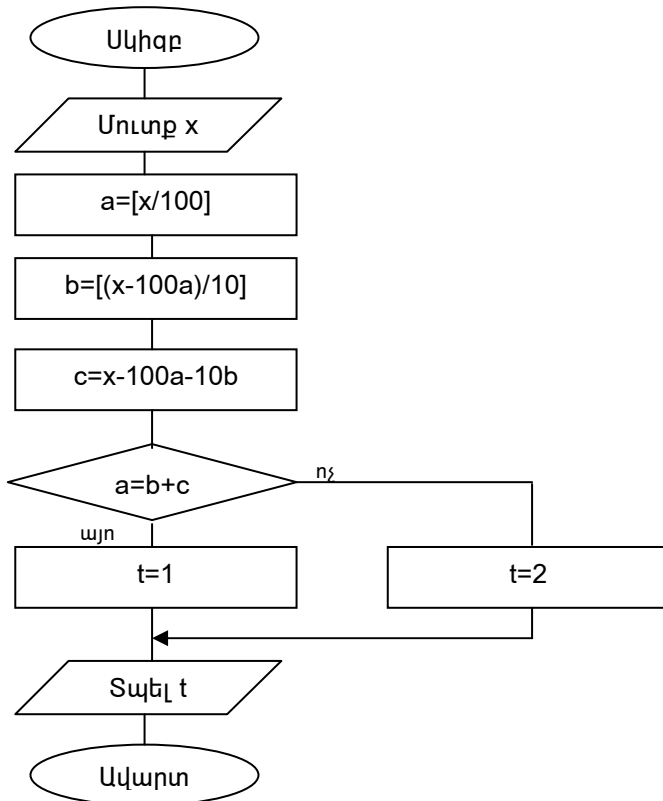 Սկիզբ
Մուտք x
a=[x/100]
b=[(x-100a)/10]
c=x-100a-10b
a=b+c
ոչ
այո
t=1
t=2
Տպել t
Ավարտ